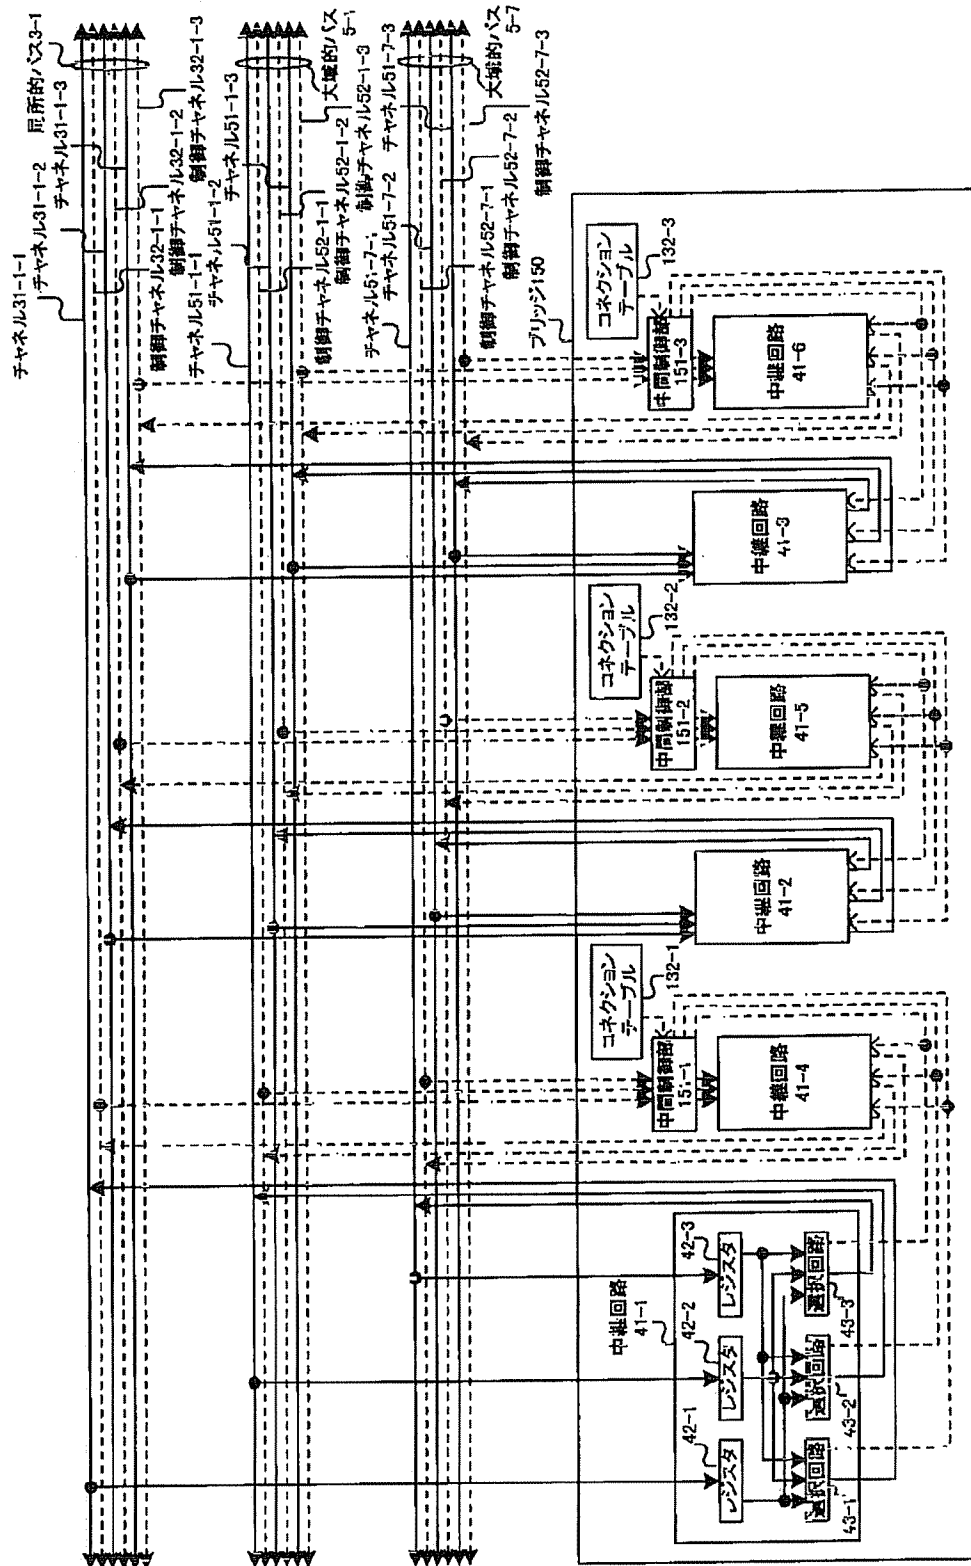 チャネル31-1-1
チャネル31-1-2
チャネル31-1-3
局所的バス3-1
制御チャネル32-1-1
制御チャネル32-1-2
制御チャネル32-1-3
チャネル51-1-1
チャネル51-1-2
チャネル51-1-3
大域的バス
制御チャネル52-1-1
制御チャネル52-1-2
制御チャネル52-1-3
チャネル51-7-2
チャネル51-7-3
大域的バス
5-7
制御チャネル52-7-1
制御チャネル52-7-2
制御チャネル52-7-3
ブリッジ150
コネクション
テーブル
132-3
中間制御部
151-3
中継回路
41-6
中継回路
41-3
コネクション
テーブル
132-2
中間制御部
151-2
中継回路
41-5
中継回路
41-2
コネクション
テーブル
132-1
中間制御部
151-1
中継回路
41-4
中継回路
41-1
42-1
42-2
42-3
レジスタ
レジスタ
レジスタ
選択回路
選択回路
選択回路
43-1
43-2
43-3